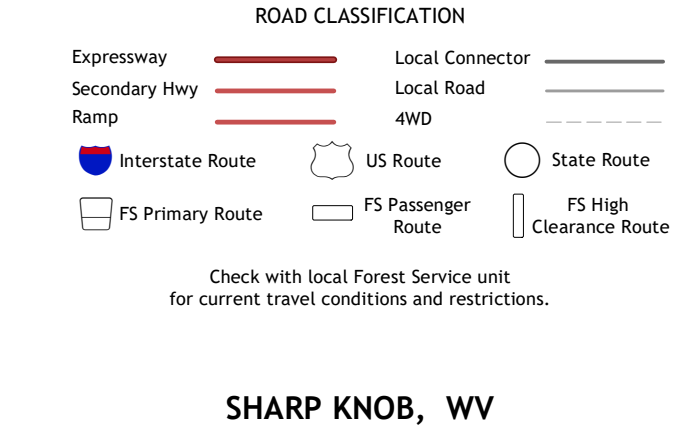 ROAD CLASSIFICATION
Expressway
Local Connector
Secondary Hwy
Local Road
Ramp
4WD
Interstate Route
US Route
State Route
FS Primary Route
FS Passenger
Route
FS High
Clearance Route
Check with local Forest Service unit
for current travel conditions and restrictions.
SHARP KNOB, WV